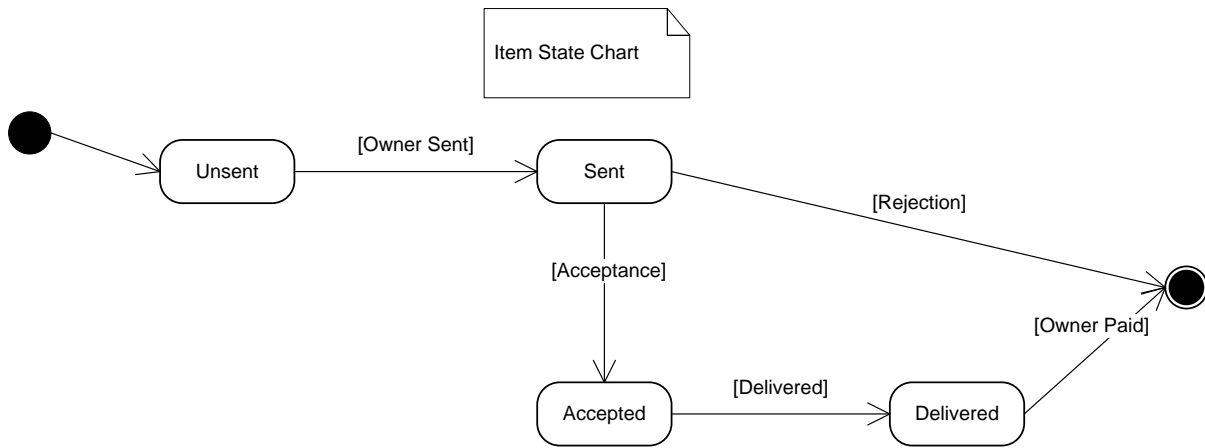 Item State Chart
[Owner Sent]
Unsent
Sent
[Rejection]
[Acceptance]
[Owner Paid]
[Delivered]
Accepted
Delivered